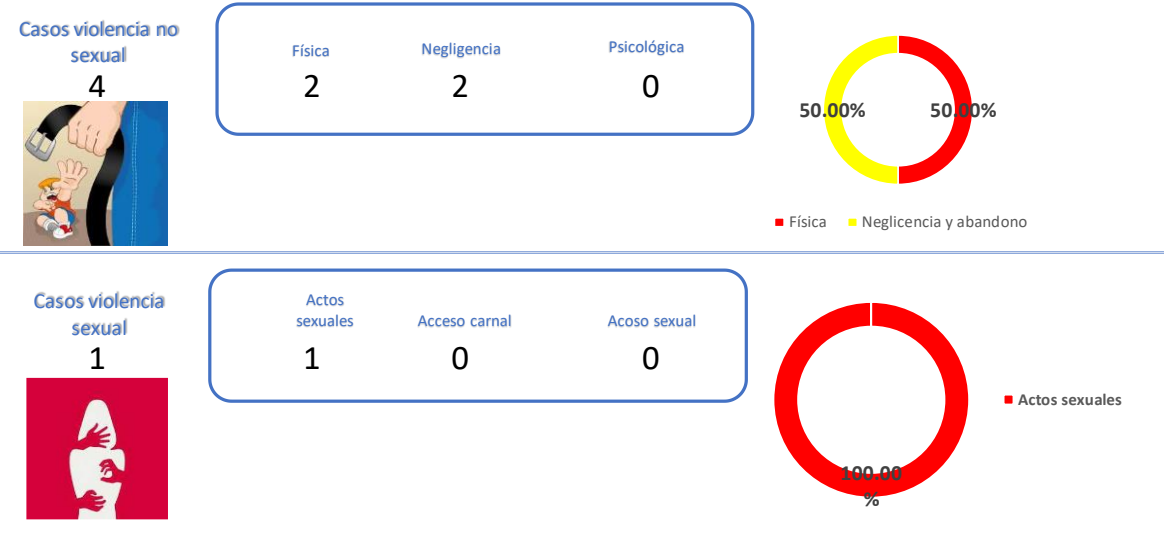 Casos violencia no
sexual
4
Física
Negligencia
Psicológica
2
2
0
50.00%
50.00%
Física
Neglicencia y abandono
Casos violencia
sexual
1
Actos
sexuales
Acceso carnal
Acoso sexual
1
0
0
Actos sexuales
100.00
%